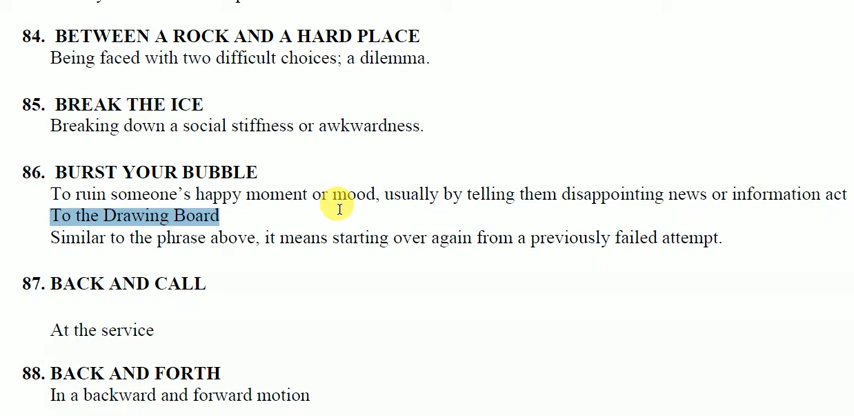 84. BETWEEN A ROCK AND A HARD PLACE
Being faced with two difficult choices; a dilemma.
85. BREAK THE ICE
Breaking down a social stiffness or awkwardness.
86. BURST YOUR BUBBLE
To ruin someone’s happy moment or mood, usually by telling them disappointing news or information act
To the Drawing Board
Similar to the phrase above, it means starting over again from a previously failed attempt.
87. BACK AND CALL
At the service
88. BACK AND FORTH
In a backward and forward motion